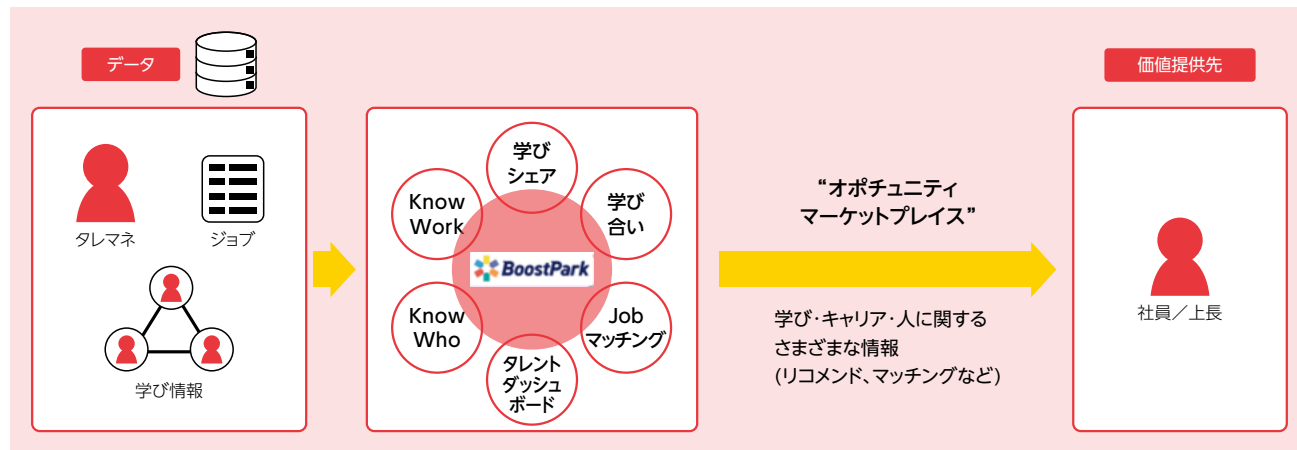 データ
タレマネ
ジョブ
学び情報
学び
シェア
学び
合い
Job
マッチング
タレント
ダッシュ
ボード
Know
Who
Know
Work
BoostPark
“オポチュニティ
マーケットプレイス”
学び・キャリア・人に関する
さまざまな情報
(リコメンド、マッチングなど)
価値提供先
社員／上長